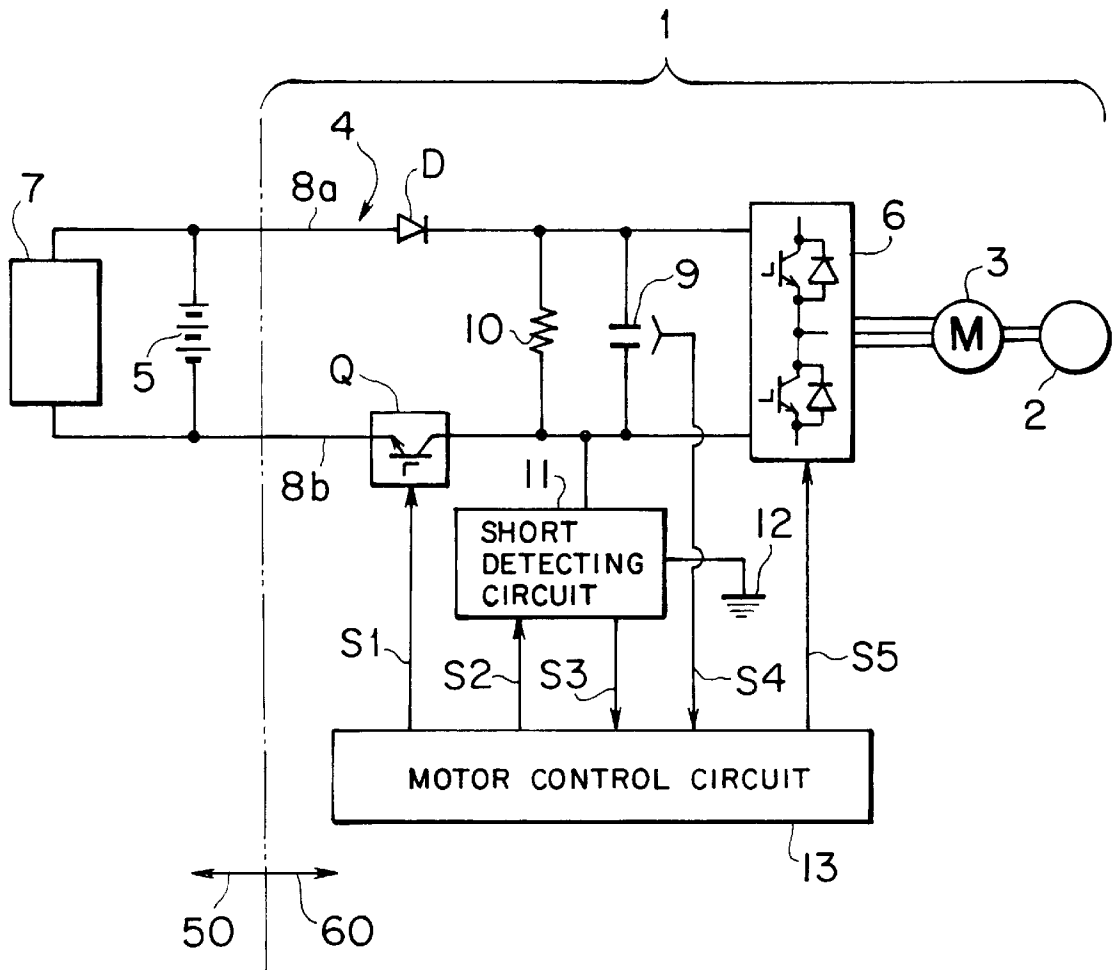 1
4
D
7
8a
6
3
9
10
M
5
Q
2
8b
11
12
SHORT
DETECTING
CIRCUIT
S1
S2
S3
S4
S5
MOTOR CONTROL CIRCUIT
13
50
60